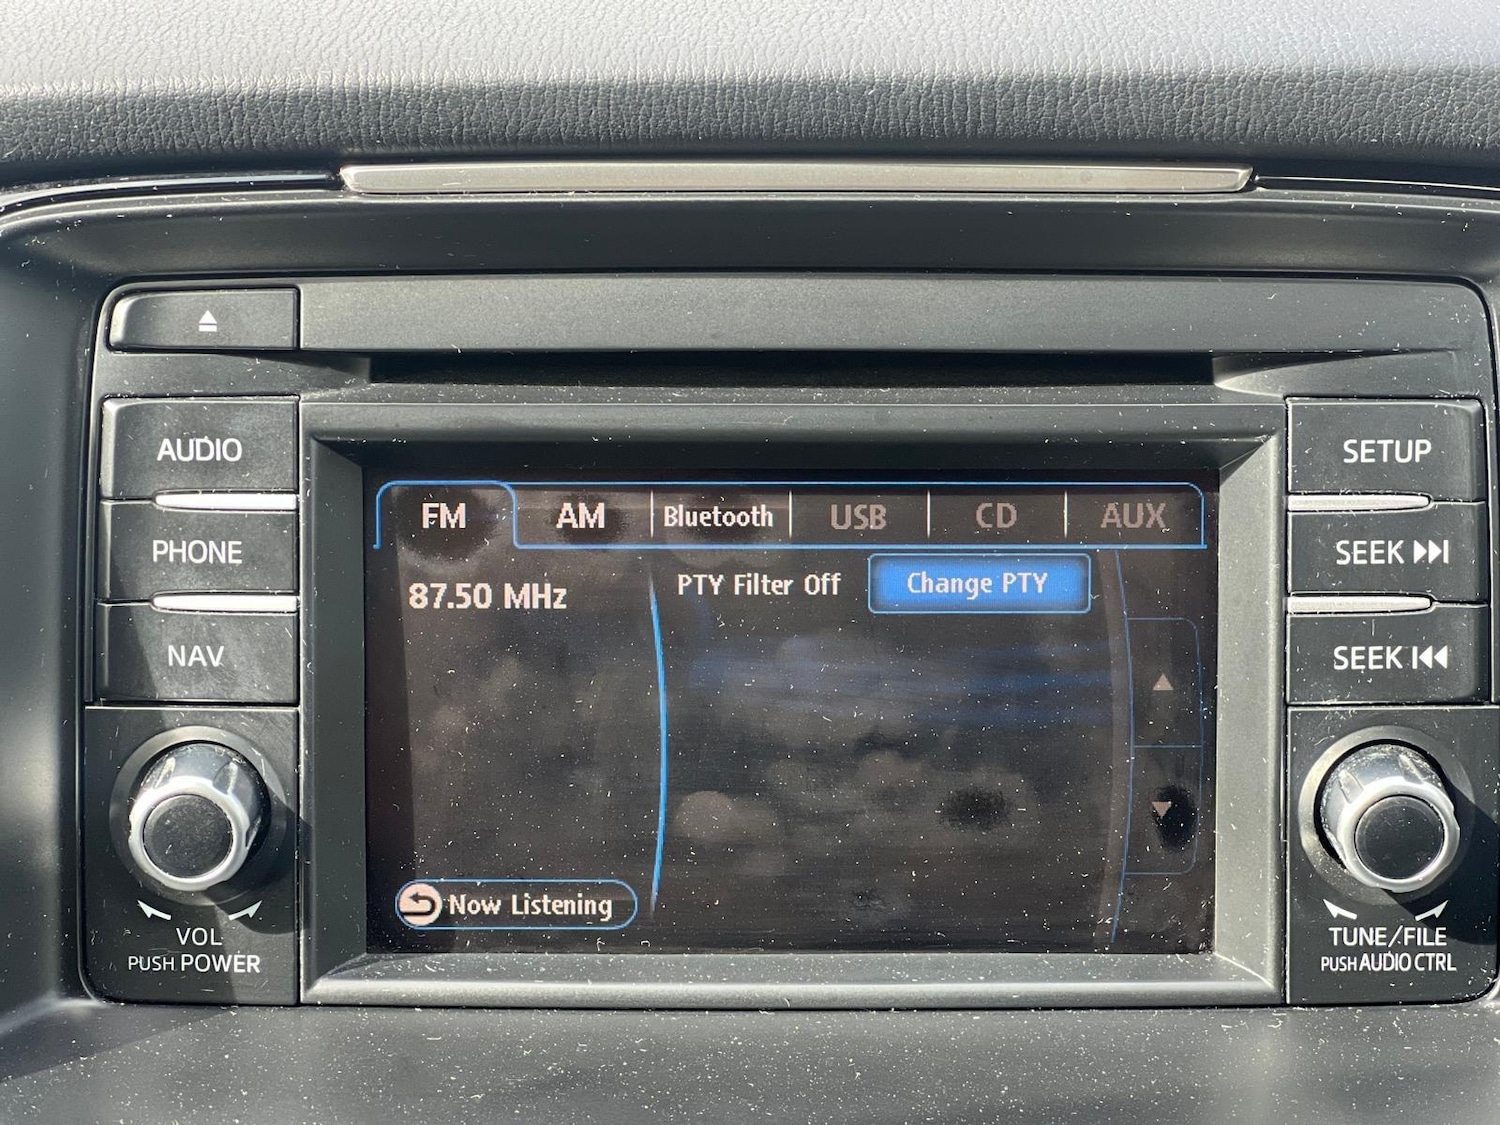 AUDIO
PHONE
NAV
VOL
PUSH POWER
FM AM Bluetooth USB CD AUX
87.50 MHz
PTY Filter Off Change PTY
Now Listening
SETUP
SEEK
SEEK
TUNE/FILE
PUSH AUDIO CTRL